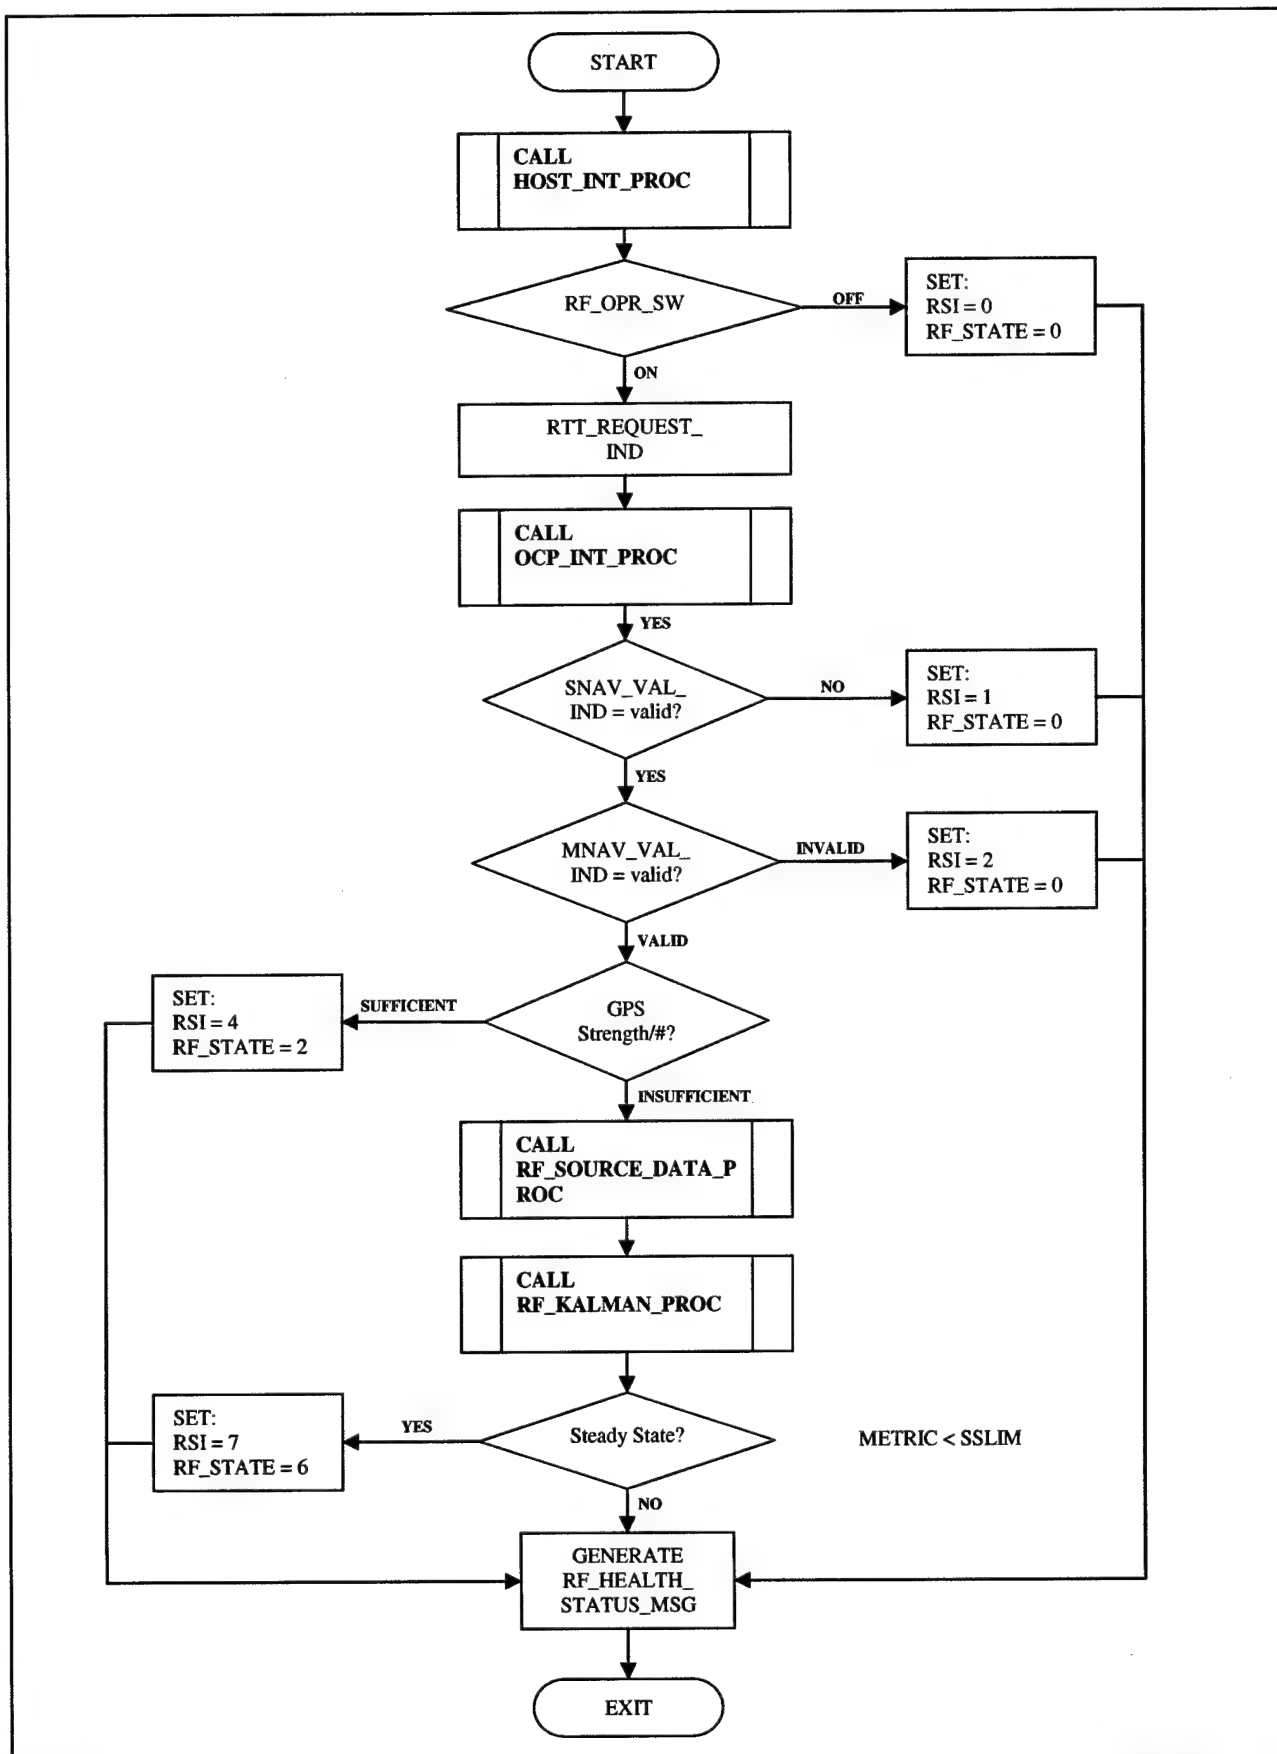 START
CALL
HOST_INT_PROC
RF_OPR_SW
OFF
SET:
RSI = 0
RF_STATE = 0
ON
RTT_REQUEST_
IND
CALL
OCP_INT_PROC
YES
SNAV_VAL_
IND = valid?
NO
SET:
RSI = 1
RF_STATE = 0
YES
MNAV_VAL_
IND = valid?
INVALID
SET:
RSI = 2
RF_STATE = 0
VALID
GPS
Strength/#?
SUFFICIENT
SET:
RSI = 4
RF_STATE = 2
INSUFFICIENT
CALL
RF_SOURCE_DATA_P
ROC
CALL
RF_KALMAN_PROC
Steady State?
YES
SET:
RSI = 7
RF_STATE = 6
METRIC < SSLIM
NO
GENERATE
RF_HEALTH_
STATUS_MSG
EXIT